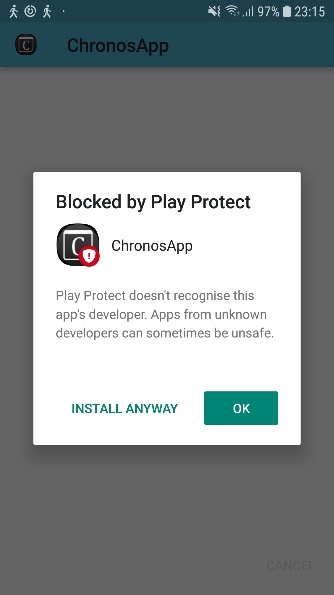 97% 23:15
ChronosApp
Blocked by Play Protect
C
ChronosApp
Play Protect doesn't recognise this
app's developer. Apps from unknown
developers can sometimes be unsafe.
INSTALL ANYWAY OK
CANCEL